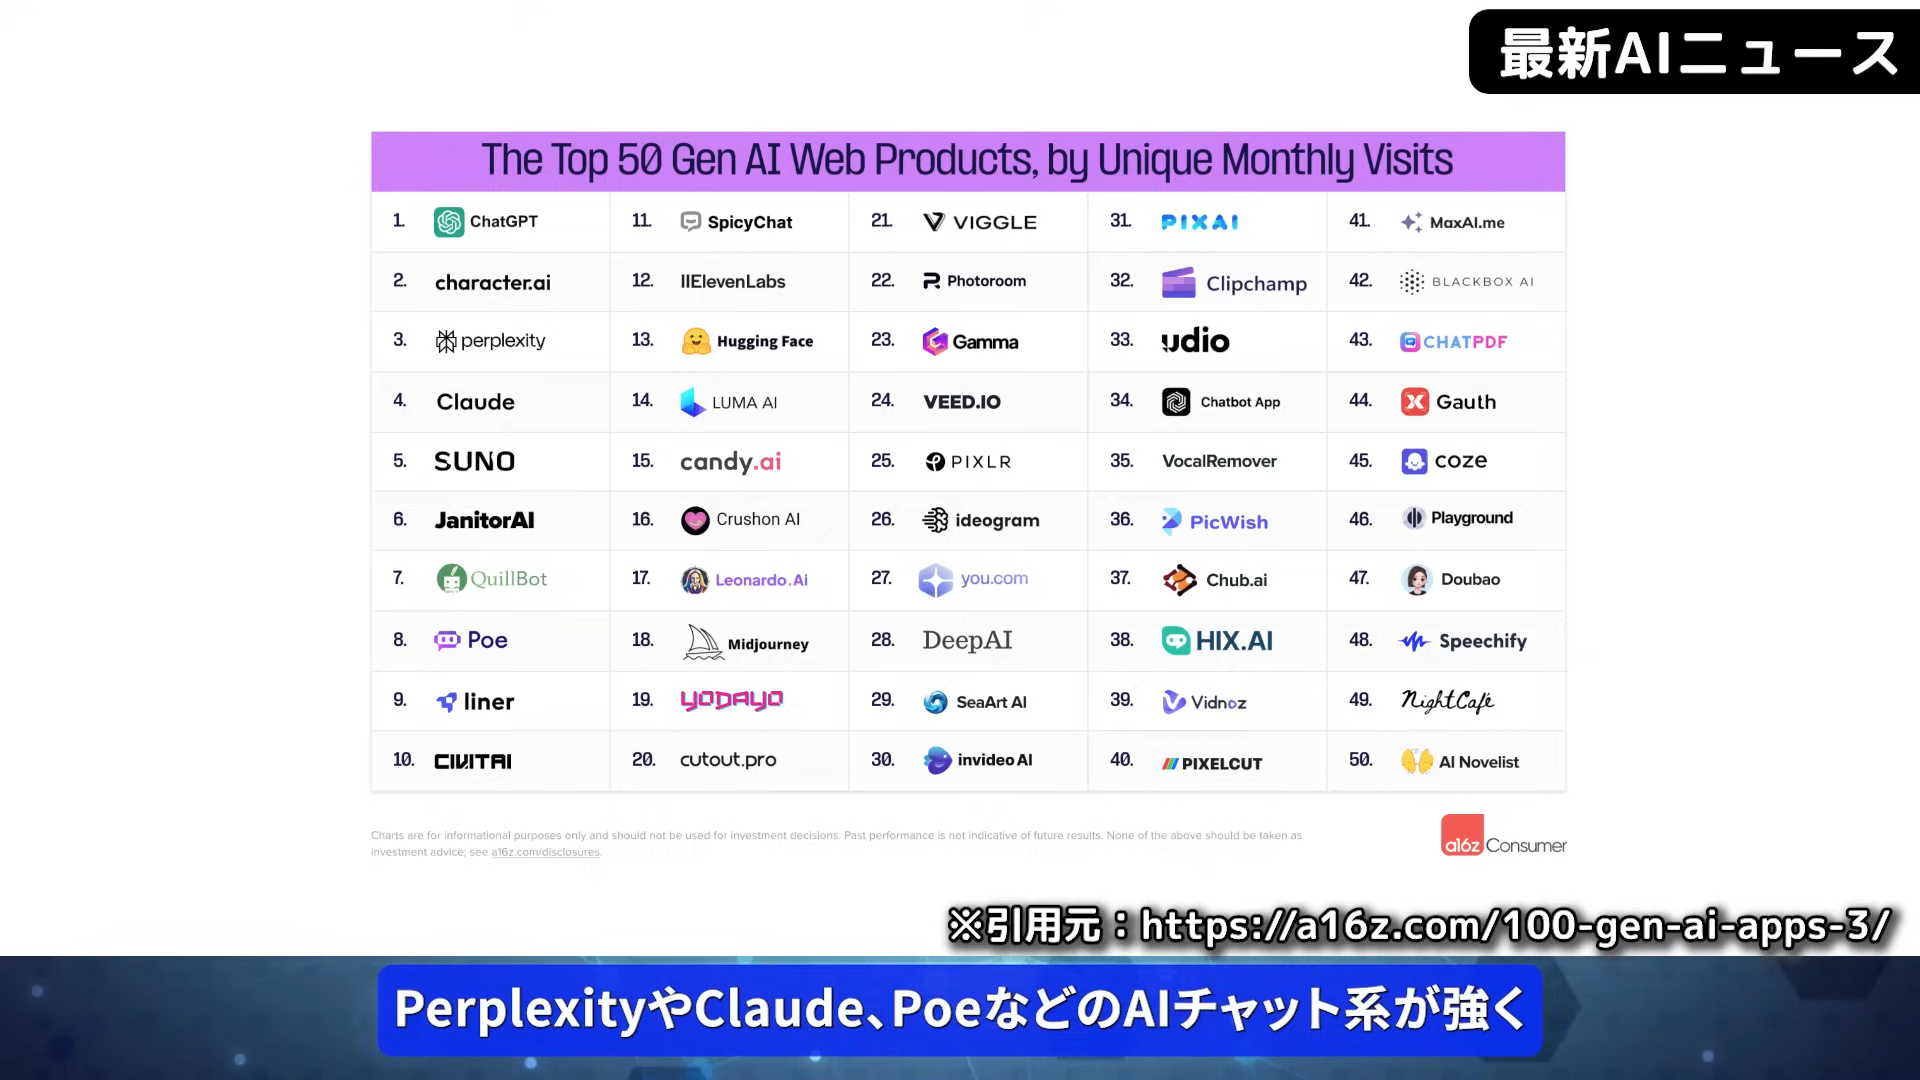 最新AIニュース
The Top 50 Gen AI Web Products, by Unique Monthly Visits
1. ChatGPT
2. character.ai
3. perplexity
4. Claude
5. SUNO
6. JanitorAI
7. QuillBot
8. Poe
9. liner
10. CIVITAI
11. SpicyChat
12. IIElevenLabs
13. Hugging Face
14. LUMA AI
15. candy.ai
16. Crushon AI
17. Leonardo.Ai
18. Midjourney
19. YODAYO
20. cutout.pro
21. VIGGLE
22. Photoroom
23. Gamma
24. VEED.IO
25. PIXLR
26. ideogram
27. you.com
28. DeepAI
29. SeaArt AI
30. invideo AI
31. PIXAI
32. Clipchamp
33. udio
34. Chatbot App
35. VocalRemover
36. PicWish
37. Chub.ai
38. HIX.AI
39. Vidnoz
40. PIXELCUT
41. MaxAI.me
42. BLACKBOX AI
43. CHATPDF
44. Gauth
45. coze
46. Playground
47. Doubao
48. Speechify
49. NightCafé
50. AI Novelist
Charts are for informational purposes only and should not be used for investment decisions. Past performance is not indicative of future results. None of the above should be taken as
investment advice; see a16z.com/disclosures.
a16z Consumer
※引用元：https://a16z.com/100-gen-ai-apps-3/
PerplexityやClaude、PoeなどのAIチャット系が強く